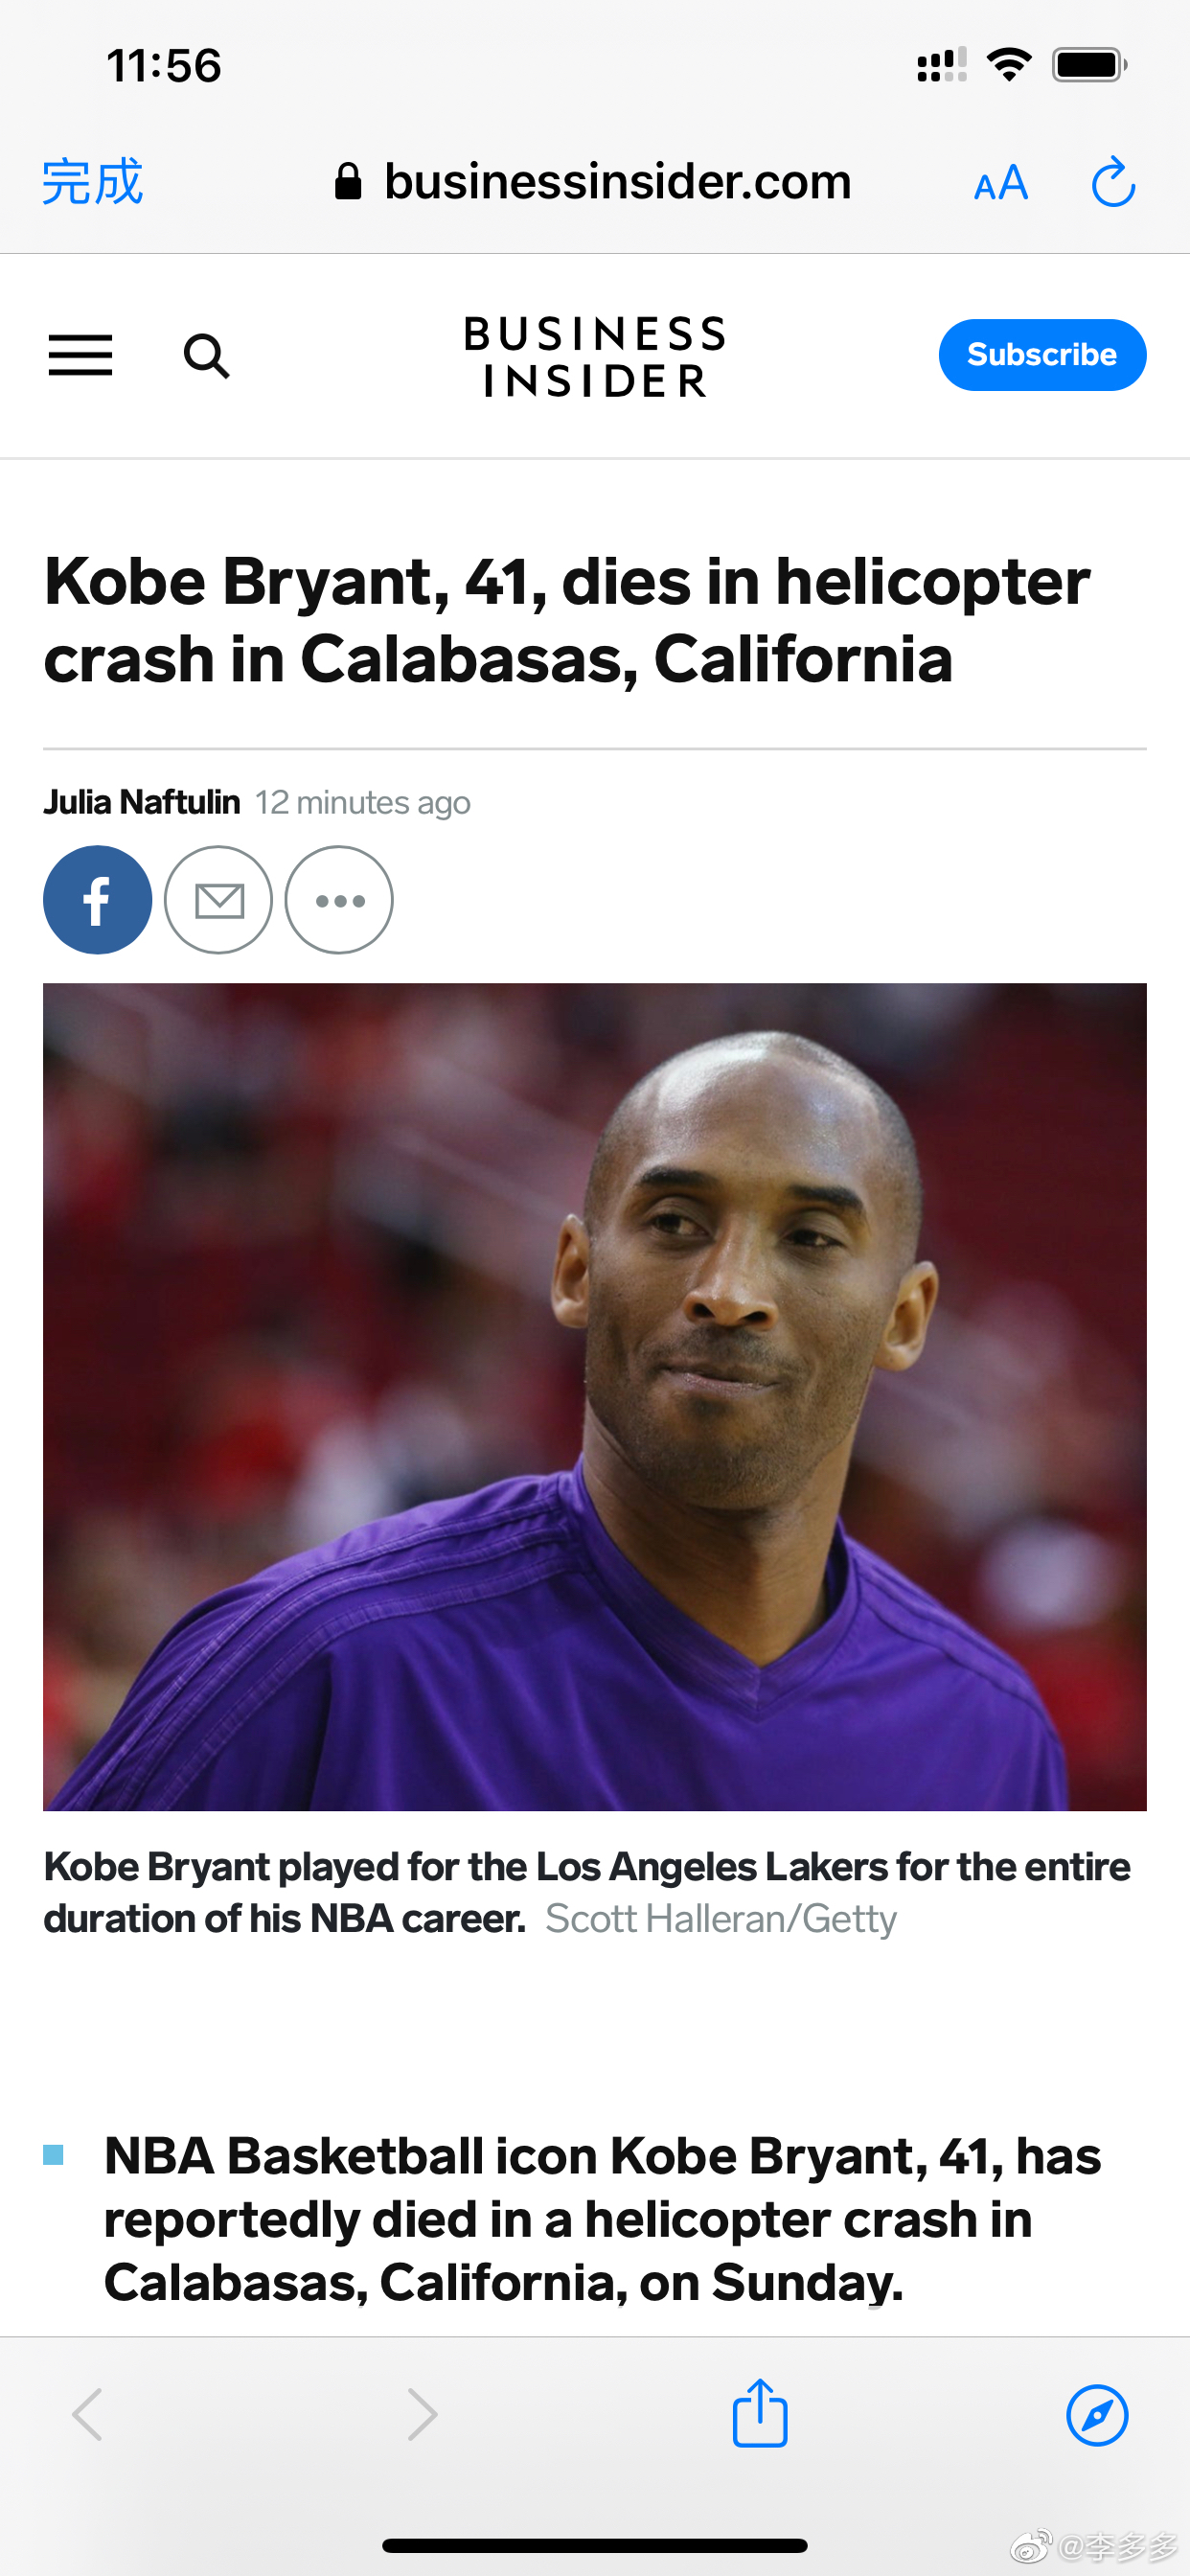 11:56
完成
businessinsider.com
AA
BUSINESS
INSIDER
Subscribe
Kobe Bryant, 41, dies in helicopter
crash in Calabasas, California
Julia Naftulin 12 minutes ago
f
Kobe Bryant played for the Los Angeles Lakers for the entire
duration of his NBA career. Scott Halleran/Getty
NBA Basketball icon Kobe Bryant, 41, has
reportedly died in a helicopter crash in
Calabasas, California, on Sunday.
@李多多